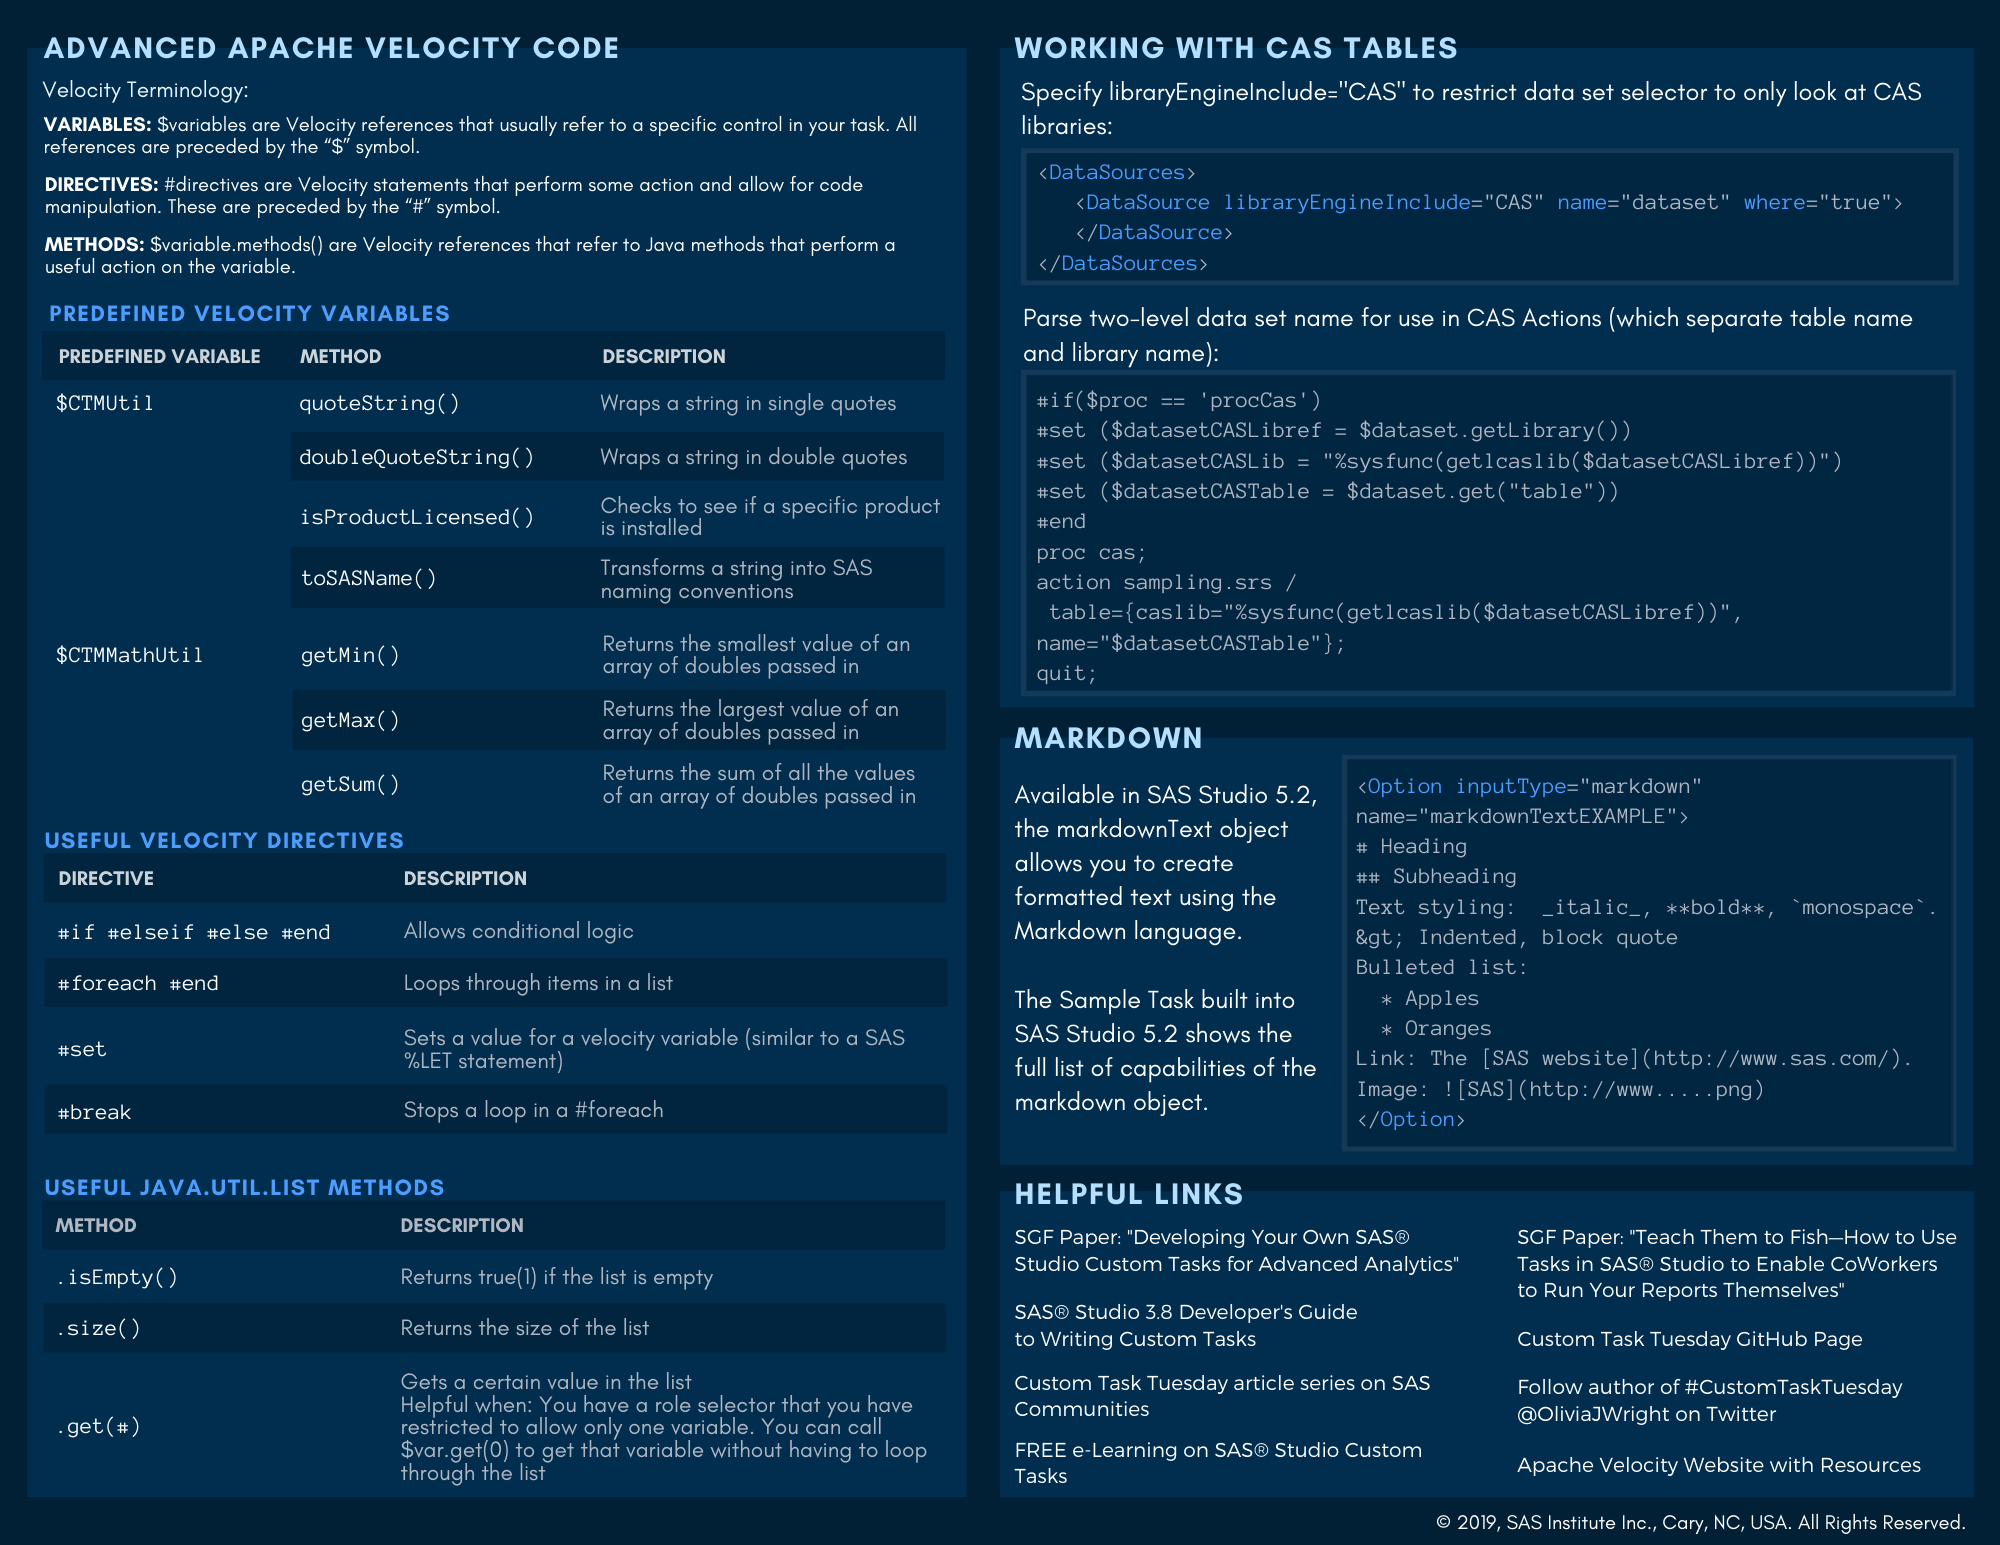 ADVANCED APACHE VELOCITY CODE
Velocity Terminology:
VARIABLES: $variables are Velocity references that usually refer to a specific control in your task. All
references are preceded by the “$” symbol.
DIRECTIVES: #directives are Velocity statements that perform some action and allow for code
manipulation. These are preceded by the “#” symbol.
METHODS: $variable.methods() are Velocity references that refer to Java methods that perform a
useful action on the variable.
PREDEFINED VELOCITY VARIABLES
PREDEFINED VARIABLE METHOD DESCRIPTION
$CTMUtil quoteString() Wraps a string in single quotes
doubleQuoteString() Wraps a string in double quotes
isProductLicensed() Checks to see if a specific product
is installed
toSASName() Transforms a string into SAS
naming conventions
$CTMMathUtil getMin() Returns the smallest value of an
array of doubles passed in
getMax() Returns the largest value of an
array of doubles passed in
getSum() Returns the sum of all the values
of an array of doubles passed in
USEFUL VELOCITY DIRECTIVES
DIRECTIVE DESCRIPTION
#if #elseif #else #end Allows conditional logic
#foreach #end Loops through items in a list
#set Sets a value for a velocity variable (similar to a SAS
%LET statement)
#break Stops a loop in a #foreach
USEFUL JAVA.UTIL.LIST METHODS
METHOD DESCRIPTION
.isEmpty() Returns true(1) if the list is empty
.size() Returns the size of the list
.get(#) Gets a certain value in the list
Helpful when: You have a role selector that you have
restricted to allow only one variable. You can call
$var.get(0) to get that variable without having to loop
through the list
WORKING WITH CAS TABLES
Specify libraryEngineInclude="CAS" to restrict data set selector to only look at CAS
libraries:
<DataSources>
<DataSource libraryEngineInclude="CAS" name="dataset" where="true">
</DataSource>
</DataSources>
Parse two-level data set name for use in CAS Actions (which separate table name
and library name):
#if($proc == 'procCas')
#set ($datasetCASLibref = $dataset.getLibrary())
#set ($datasetCASLib = "%sysfunc(getlcaslib($datasetCASLibref))")
#set ($datasetCASTable = $dataset.get("table"))
#end
proc cas;
action sampling.srs /
table={caslib="%sysfunc(getlcaslib($datasetCASLibref))",
name="$datasetCASTable"};
quit;
MARKDOWN
Available in SAS Studio 5.2,
the markdownText object
allows you to create
formatted text using the
Markdown language.
The Sample Task built into
SAS Studio 5.2 shows the
full list of capabilities of the
markdown object.
<Option inputType="markdown"
name="markdownTextEXAMPLE">
# Heading
## Subheading
Text styling:  _italic_, **bold**, `monospace`.
&gt; Indented, block quote
Bulleted list:
* Apples
* Oranges
Link: The [SAS website](http://www.sas.com/).
Image: ![SAS](http://www.....png)
</Option>
HELPFUL LINKS
SGF Paper: "Developing Your Own SAS®
Studio Custom Tasks for Advanced Analytics"
SAS® Studio 3.8 Developer's Guide
to Writing Custom Tasks
Custom Task Tuesday article series on SAS
Communities
FREE e-Learning on SAS® Studio Custom
Tasks
SGF Paper: "Teach Them to Fish—How to Use
Tasks in SAS® Studio to Enable CoWorkers
to Run Your Reports Themselves"
Custom Task Tuesday GitHub Page
Follow author of #CustomTaskTuesday
@OliviaJWright on Twitter
Apache Velocity Website with Resources
© 2019, SAS Institute Inc., Cary, NC, USA. All Rights Reserved.